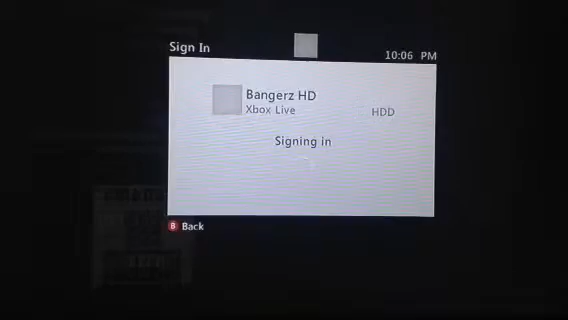 Sign In
10:06 PM
Bangerz HD
Xbox Live
HDD
Signing in
B Back